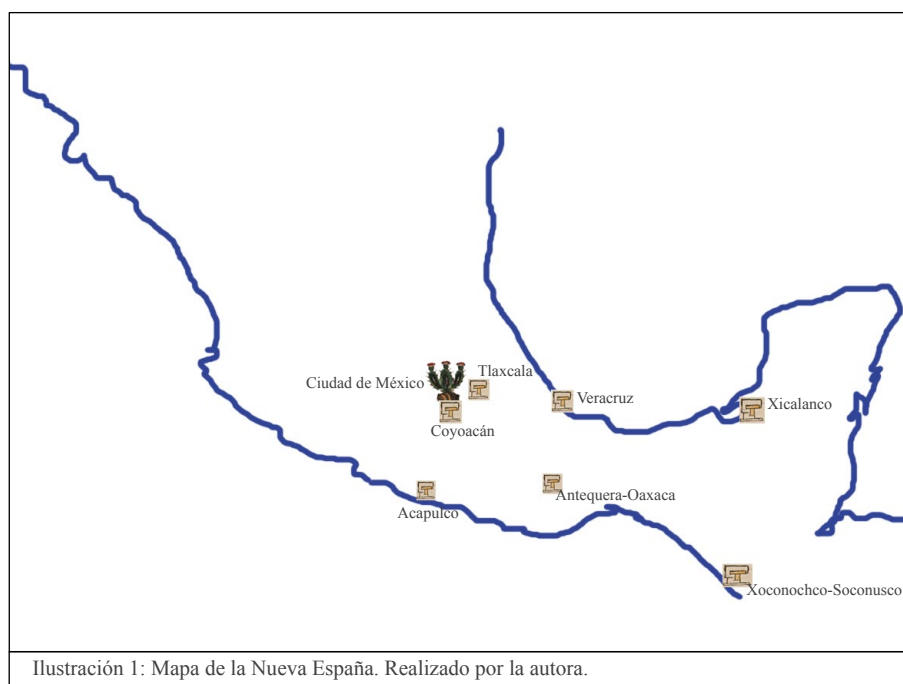 Tlaxcala
Ciudad de México
Veracruz
Xicalanco
Coyoacán
Antequera-Oaxaca
Acapulco
Xoconochco-Soconusco
Ilustración 1: Mapa de la Nueva España. Realizado por la autora.